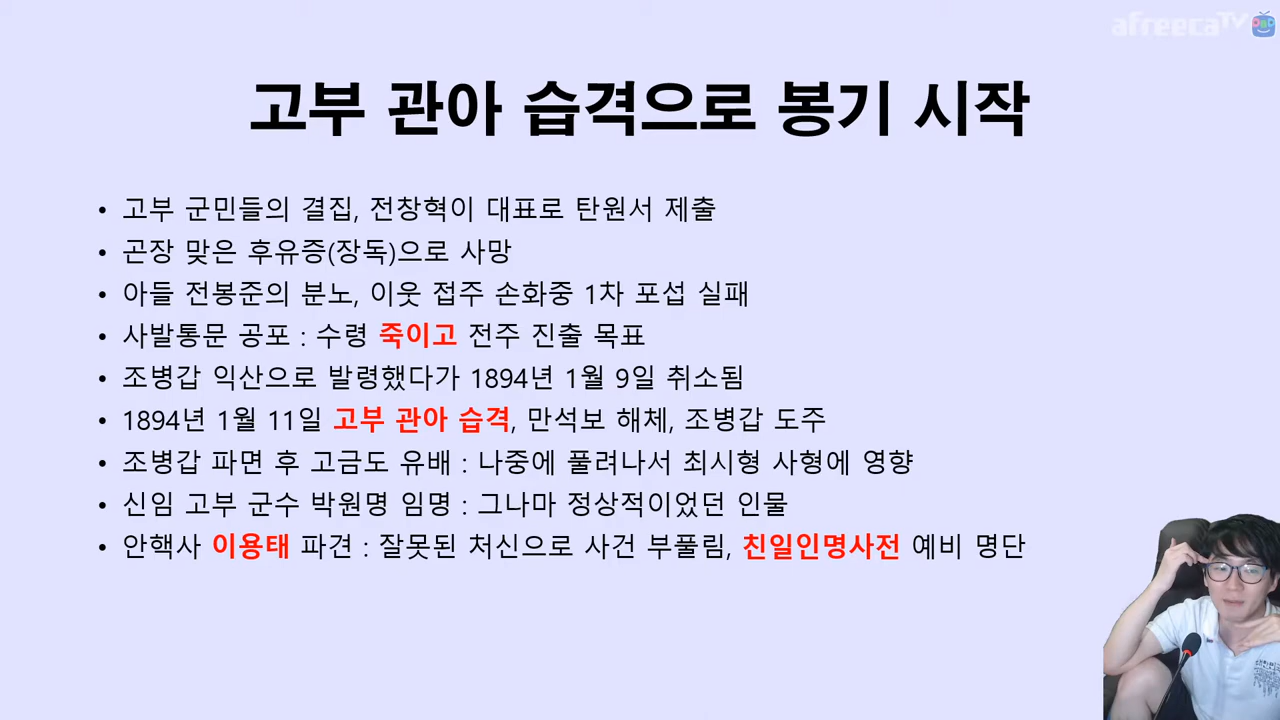 afreecaTV
고부 관아 습격으로 봉기 시작
• 고부 군민들의 결집, 전창혁이 대표로 탄원서 제출
• 곤장 맞은 후유증(장독)으로 사망
• 아들 전봉준의 분노, 이웃 접주 손화중 1차 포섭 실패
• 사발통문 공포 : 수령 죽이고 전주 진출 목표
• 조병갑 익산으로 발령했다가 1894년 1월 9일 취소됨
• 1894년 1월 11일 고부 관아 습격, 만석보 해체, 조병갑 도주
• 조병갑 파면 후 고금도 유배 : 나중에 풀려나서 최시형 사형에 영향
• 신임 고부 군수 박원명 임명 : 그나마 정상적이었던 인물
• 안핵사 이용태 파견 : 잘못된 처신으로 사건 부풀림, 친일인명사전 예비 명단